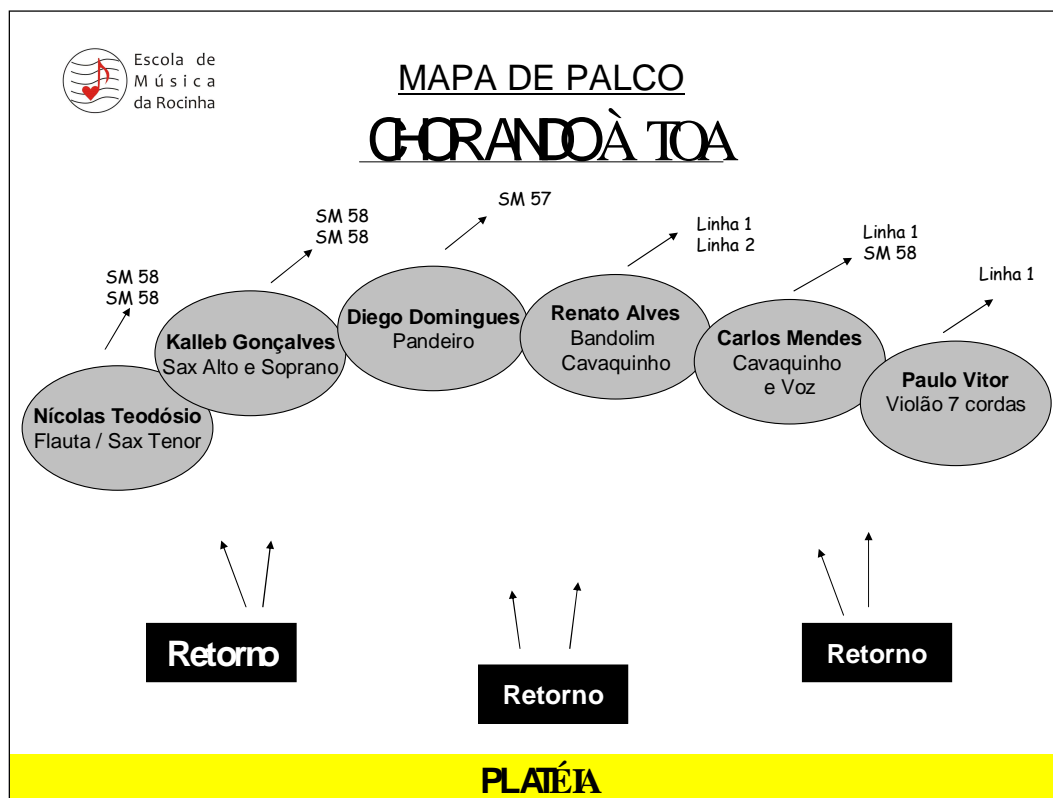 Escola de
Música
da Rocinha
MAPA DE PALCO
CHORANDO À TOA
SM 58
SM 58
Nícolas Teodósio
Flauta / Sax Tenor
SM 58
SM 58
Kalleb Gonçalves
Sax Alto e Soprano
SM 57
Diego Domingues
Pandeiro
Linha 1
Linha 2
Renato Alves
Bandolim
Cavaquinho
Linha 1
SM 58
Carlos Mendes
Cavaquinho
e Voz
Linha 1
Paulo Vitor
Violão 7 cordas
Retorno
Retorno
Retorno
PLATÉIA